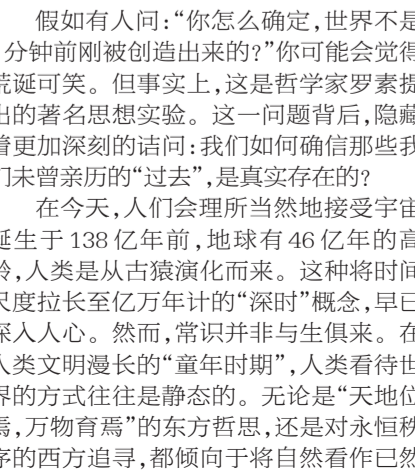 假如有人问：“你怎么确定，世界不是
分钟前刚被创造出来的？”你可能会觉得
荒诞可笑。但事实上，这是哲学家罗素提
出的著名思想实验。这一问题背后，隐藏
着更加深刻的诘问：我们如何确信那些我
们未曾亲历的“过去”，是真实存在的？
在今天，人们会理所当然地接受宇宙
诞生于138亿年前，地球有46亿年的高
龄，人类是从古猿演化而来。这种将时间
尺度拉长至亿万年计的“深时”概念，早已
深入人心。然而，常识并非与生俱来。在
人类文明漫长的“童年时期”，人类看待世
界的方式往往是静态的。无论是“天地位
焉，万物育焉”的东方哲思，还是对永恒秩
序的西方追寻，都倾向于将自然看作已然